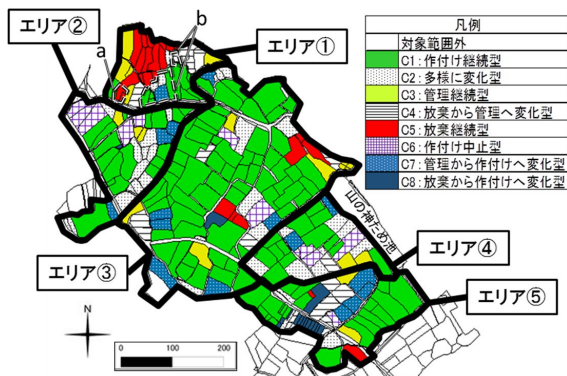 エリア②
a
b
エリア①
凡例
対象範囲外
C1：作付け継続型
C2：多様に変化型
C3：管理継続型
C4：放棄から管理へ変化型
C5：放棄継続型
C6：作付け中止型
C7：管理から作付けへ変化型
C8：放棄から作付けへ変化型
山の神ため池
エリア③
エリア④
エリア⑤
N
0 100 200